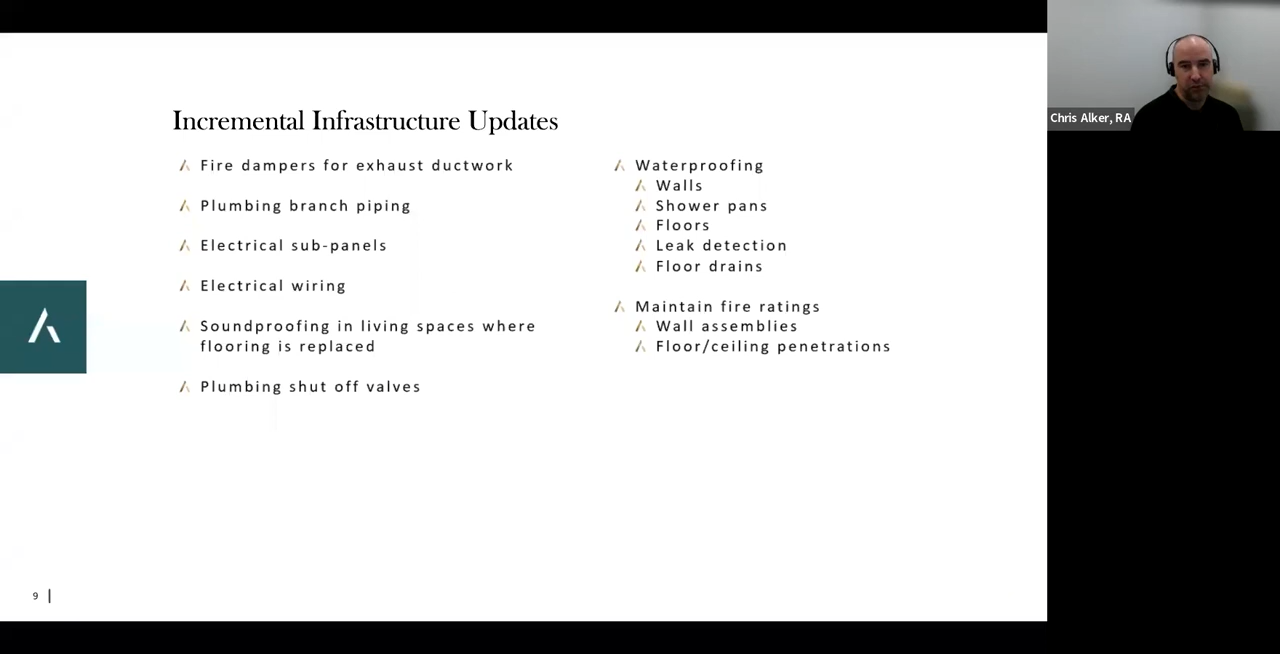 Incremental Infrastructure Updates
Fire dampers for exhaust ductwork
Plumbing branch piping
Electrical sub-panels
Electrical wiring
Soundproofing in living spaces where
flooring is replaced
Plumbing shut off valves
Waterproofing
Walls
Shower pans
Floors
Leak detection
Floor drains
Maintain fire ratings
Wall assemblies
Floor/ceiling penetrations
9
Chris Alker, RA